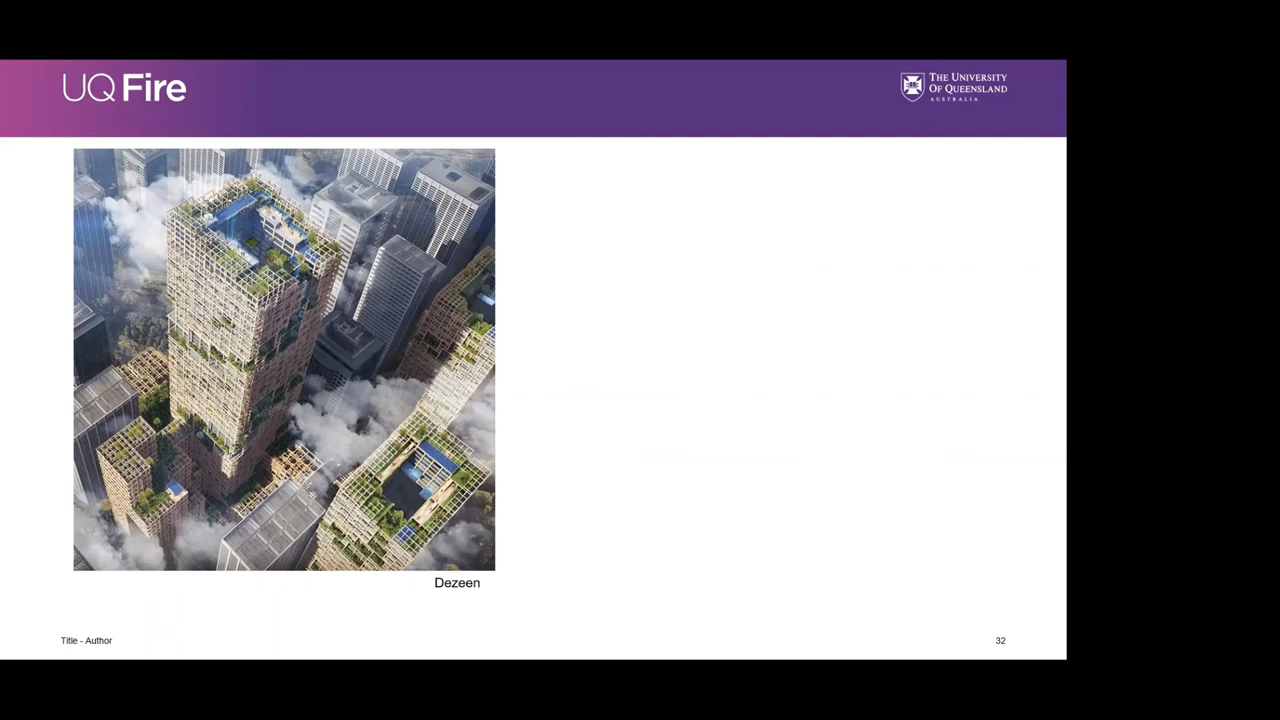 UQ Fire
THE UNIVERSITY
OF QUEENSLAND
AUSTRALIA
Dezeen
Title - Author
32